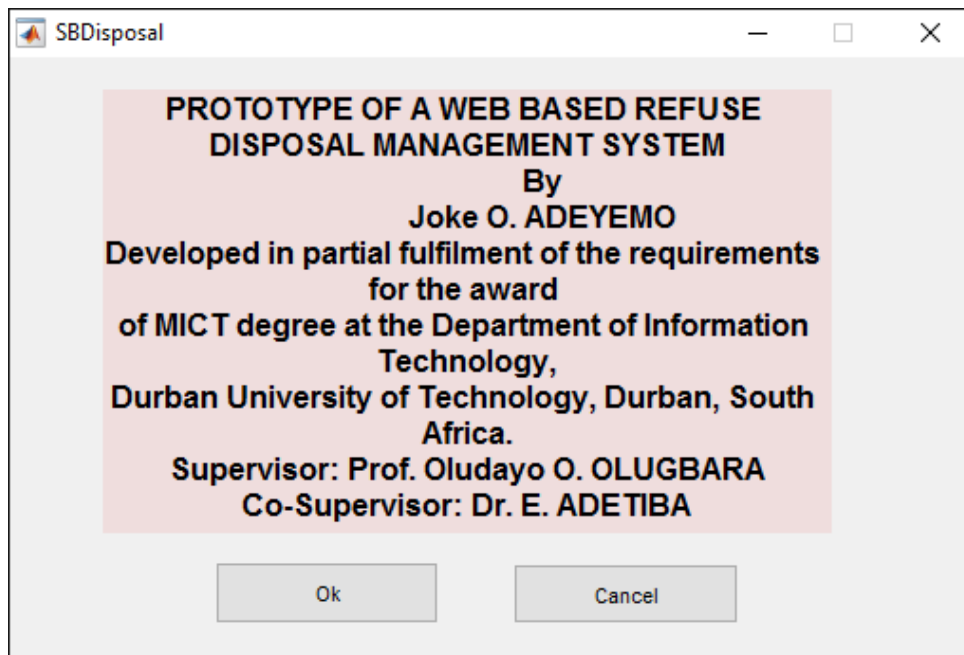 SBDisposal
PROTOTYPE OF A WEB BASED REFUSE
DISPOSAL MANAGEMENT SYSTEM
By
Joke O. ADEYEMO
Developed in partial fulfilment of the requirements
for the award
of MICT degree at the Department of Information
Technology,
Durban University of Technology, Durban, South
Africa.
Supervisor: Prof. Oludayo O. OLUGBARA
Co-Supervisor: Dr. E. ADETIBA
Ok
Cancel